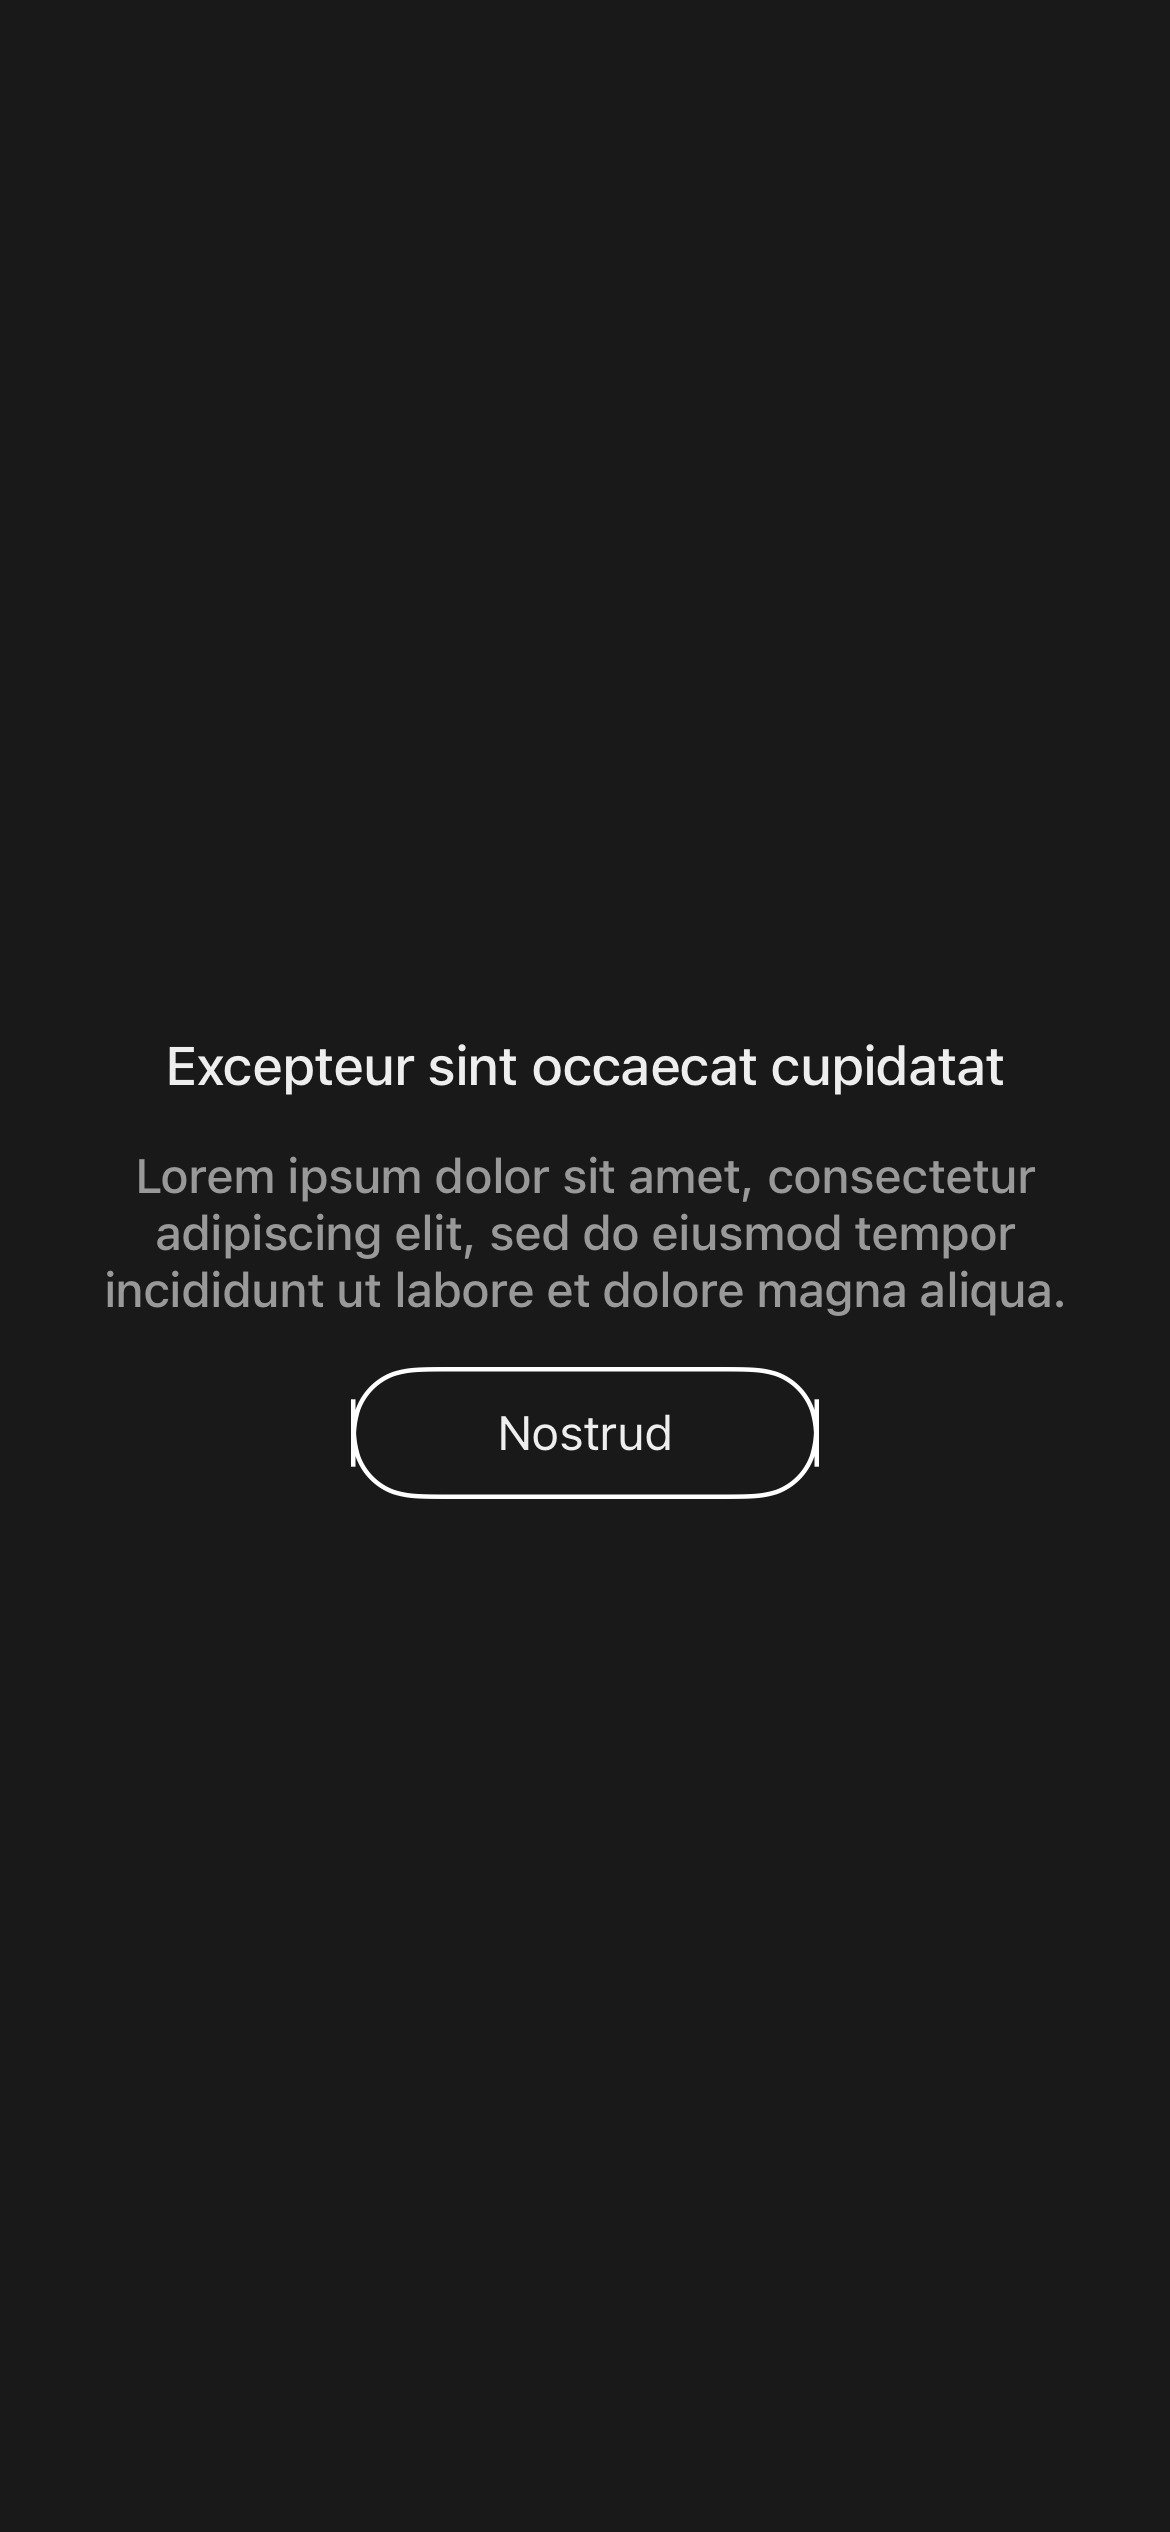 Excepteur sint occaecat cupidatat
Lorem ipsum dolor sit amet, consectetur
adipiscing elit, sed do eiusmod tempor
incididunt ut labore et dolore magna aliqua.
Nostrud